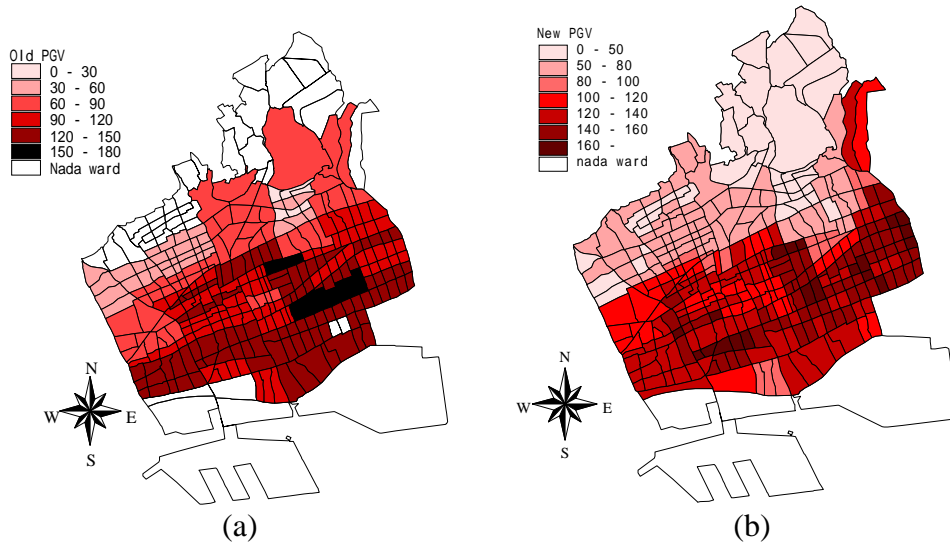 Old PGV
0 - 30
30 - 60
60 - 90
90 - 120
120 - 150
150 - 180
Nada ward
N
W E
S
(a)
New PGV
0 - 50
50 - 80
80 - 100
100 - 120
120 - 140
140 - 160
160 -
nada ward
N
W E
S
(b)